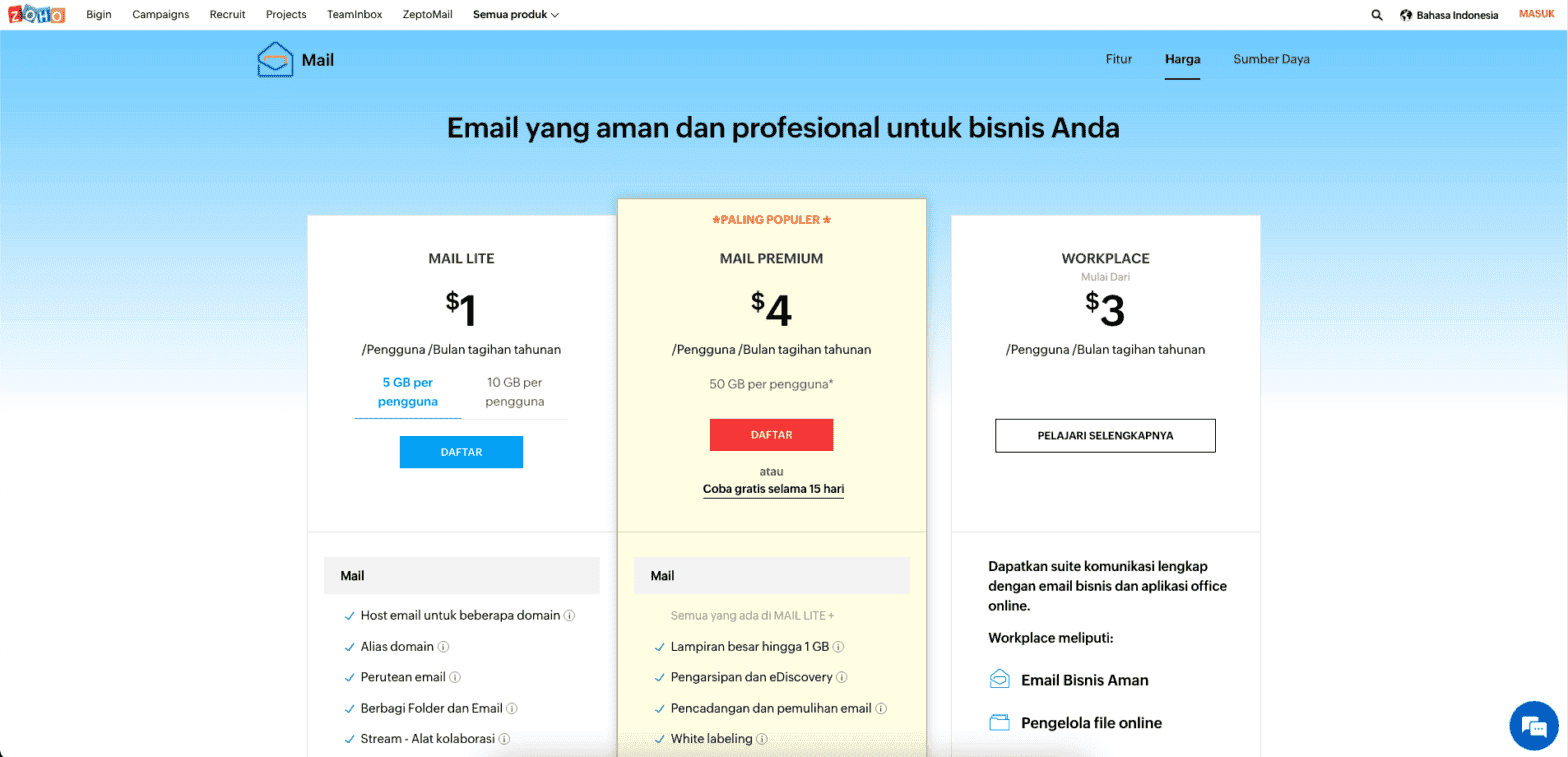 ZOHO Bigin Campaigns Recruit Projects TeamInbox ZeptoMail Semua produk Bahasa Indonesia MASUK
Mail Fitur Harga Sumber Daya
Email yang aman dan profesional untuk bisnis Anda
MAIL LITE
$1
/Pengguna /Bulan tagihan tahunan
5 GB per
pengguna
10 GB per
pengguna
DAFTAR
Mail
Host email untuk beberapa domain
Alias domain
Perutean email
Berbagi Folder dan Email
Stream - Alat kolaborasi
*PALING POPULER *
MAIL PREMIUM
$4
/Pengguna /Bulan tagihan tahunan
50 GB per pengguna*
DAFTAR
atau
Coba gratis selama 15 hari
Mail
Semua yang ada di MAIL LITE +
Lampiran besar hingga 1 GB
Pengarsipan dan eDiscovery
Pencadangan dan pemulihan email
White labeling
WORKPLACE
Mulai Dari
$3
/Pengguna /Bulan tagihan tahunan
PELAJARI SELENGKAPNYA
Dapatkan suite komunikasi lengkap
dengan email bisnis dan aplikasi office
online.
Workplace meliputi:
Email Bisnis Aman
Pengelola file online